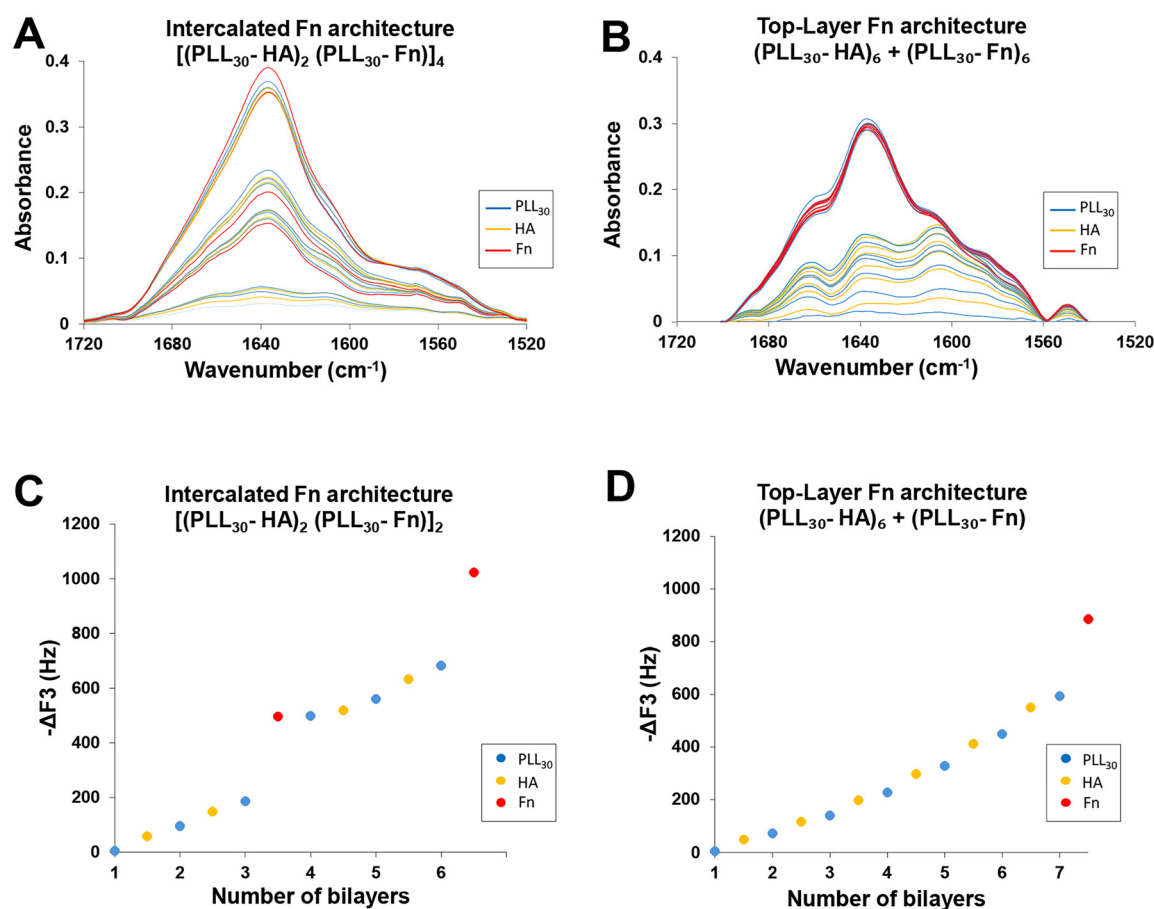 A
Intercalated Fn architecture
[(PLL₃₀- HA)₂ (PLL₃₀- Fn)]₄
0.4
0.3
0.2
0.1
0
Absorbance
PLL₃₀
HA
Fn
1720 1680 1640 1600 1560 1520
Wavenumber (cm⁻¹)
B
Top-Layer Fn architecture
(PLL₃₀- HA)₆ + (PLL₃₀- Fn)₆
0.4
0.3
0.2
0.1
0
Absorbance
PLL₃₀
HA
Fn
1720 1680 1640 1600 1560 1520
Wavenumber (cm⁻¹)
C
Intercalated Fn architecture
[(PLL₃₀- HA)₂ (PLL₃₀- Fn)]₂
1200
1000
800
600
400
200
0
-ΔF3 (Hz)
PLL₃₀
HA
Fn
1 2 3 4 5 6
Number of bilayers
D
Top-Layer Fn architecture
(PLL₃₀- HA)₆ + (PLL₃₀- Fn)
1200
1000
800
600
400
200
0
-ΔF3 (Hz)
PLL₃₀
HA
Fn
1 2 3 4 5 6 7
Number of bilayers